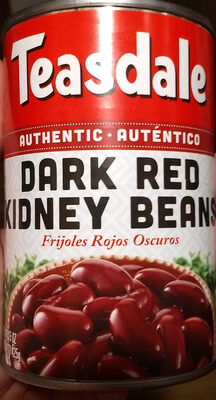 Teasdale
AUTHENTIC · AUTÉNTICO
DARK RED
KIDNEY BEANS
Frijoles Rojos Oscuros